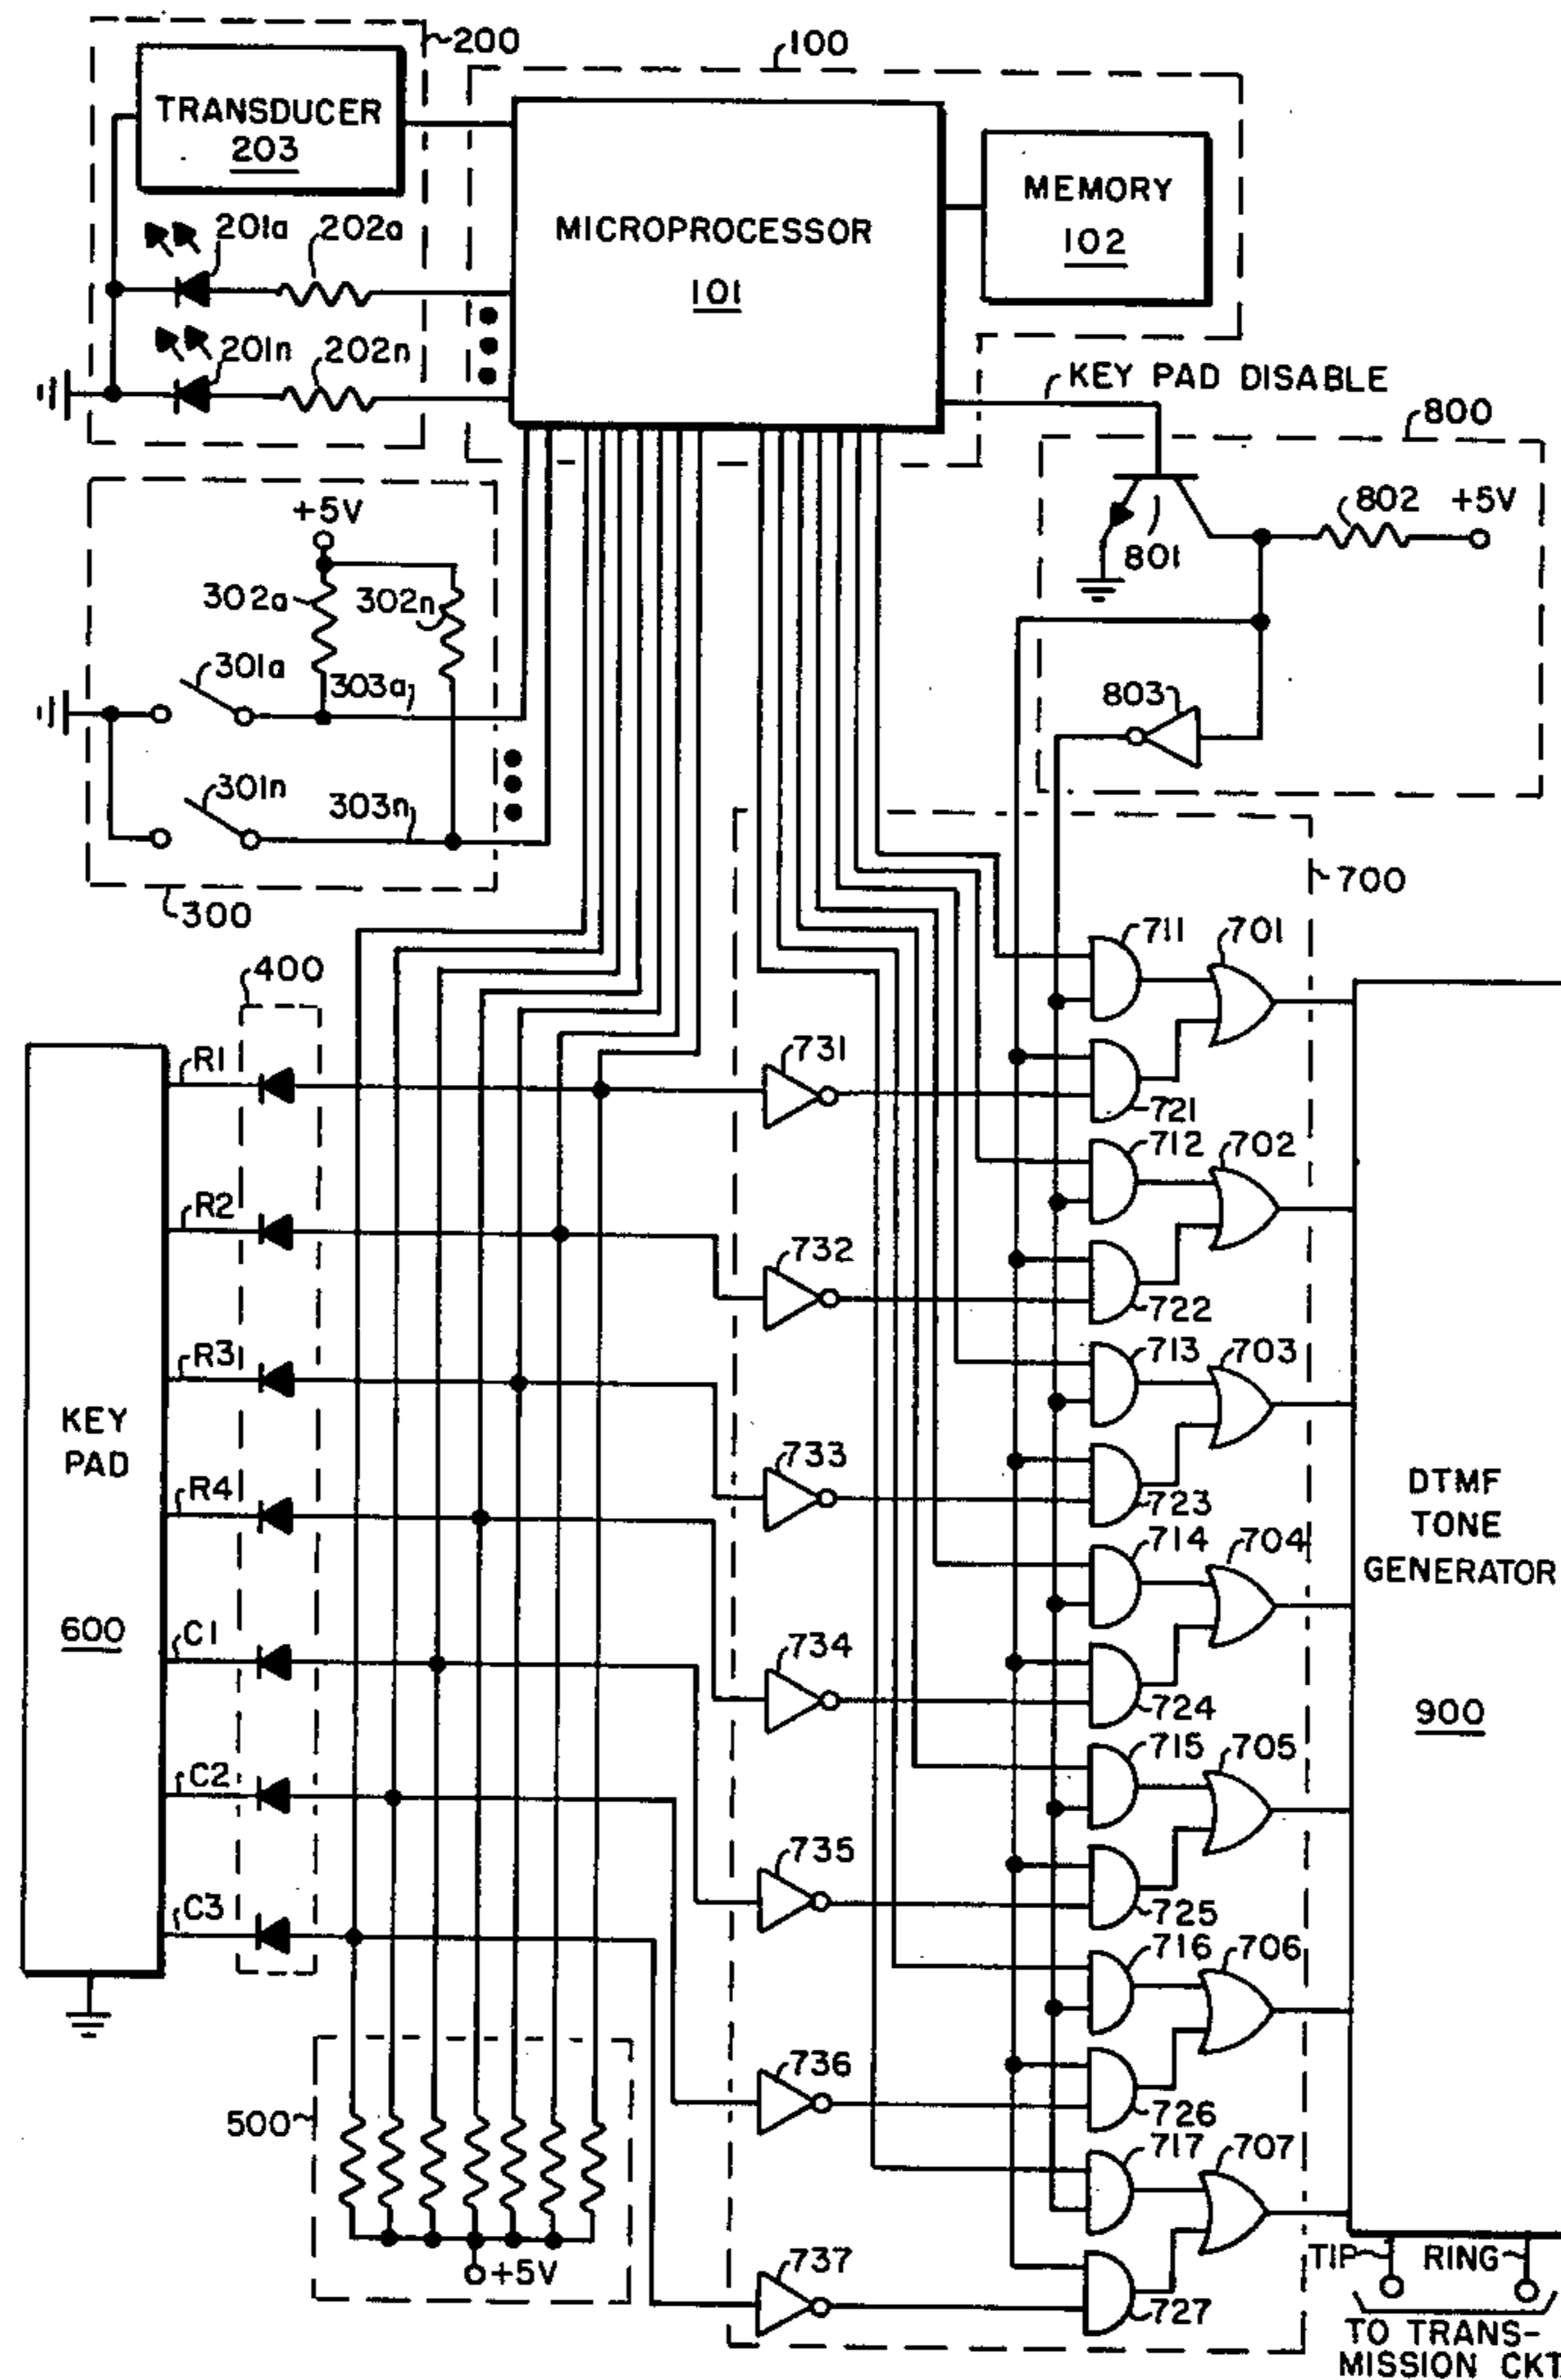 200
100
TRANSDUCER
203
MICROPROCESSOR
101
MEMORY
102
201a
202a
201n
202n
KEY PAD DISABLE
800
+5V
302a
302n
301a
303a
301n
303n
300
802
+5V
801
803
700
400
711
701
731
721
712
702
732
722
713
703
733
723
714
704
734
724
715
705
735
725
716
706
736
726
717
707
737
727
R1
R2
R3
R4
C1
C2
C3
KEY
PAD
600
DTMF
TONE
GENERATOR
900
500
+5V
TIP
RING
TO TRANS-
MISSION CKT